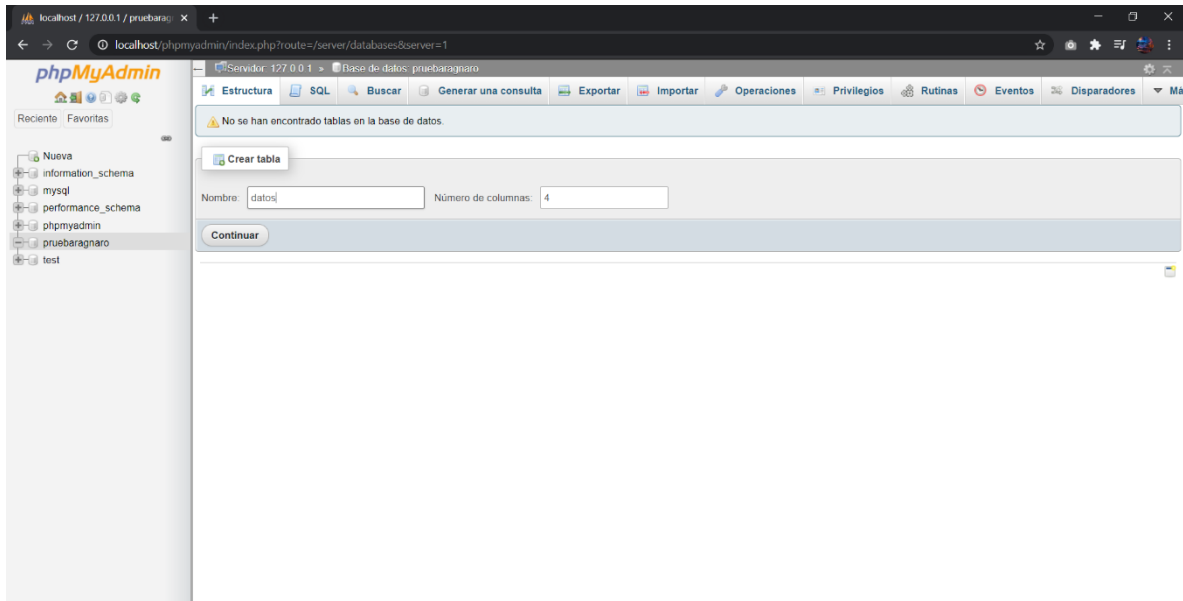 localhost / 127.0.0.1 / pruebarag
localhost/phpmyadmin/index.php?route=/server/databases&server=1
phpMyAdmin
Reciente Favoritas
Nueva
information_schema
mysql
performance_schema
phpmyadmin
pruebaragnaro
test
Servidor: 127.0.0.1 » Base de datos: pruebaragnaro
Estructura SQL Buscar Generar una consulta Exportar Importar Operaciones Privilegios Rutinas Eventos Disparadores Má
No se han encontrado tablas en la base de datos.
Crear tabla
Nombre: datos Número de columnas: 4
Continuar